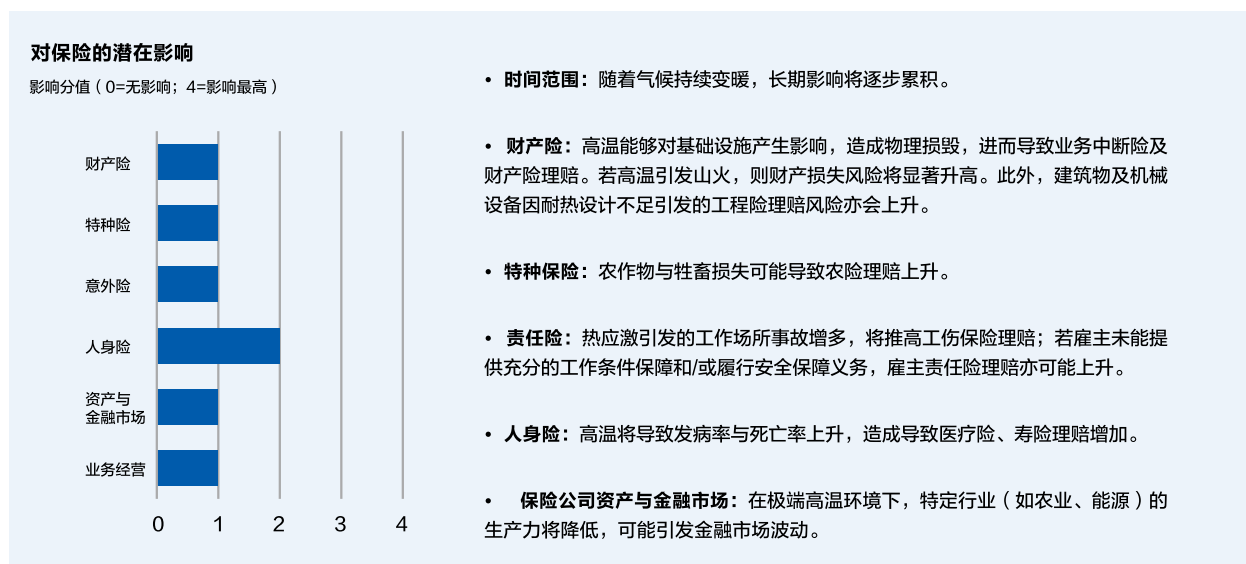 对保险的潜在影响
影响分值（0=无影响；4=影响最高）
财产险
特种险
意外险
人身险
资产与
金融市场
业务经营
0 1 2 3 4
• 时间范围：随着气候持续变暖，长期影响将逐步累积。
• 财产险：高温能够对基础设施产生影响，造成物理损毁，进而导致业务中断险及
财产险理赔。若高温引发山火，则财产损失风险将显著升高。此外，建筑物及机械
设备因耐热设计不足引发的工程险理赔风险亦会上升。
• 特种保险：农作物与牲畜损失可能导致农险理赔上升。
• 责任险：热应激引发的工作场所事故增多，将推高工伤保险理赔；若雇主未能提
供充分的工作条件保障和/或履行安全保障义务，雇主责任险理赔亦可能上升。
• 人身险：高温将导致发病率与死亡率上升，造成导致医疗险、寿险理赔增加。
• 保险公司资产与金融市场：在极端高温环境下，特定行业（如农业、能源）的
生产力将降低，可能引发金融市场波动。